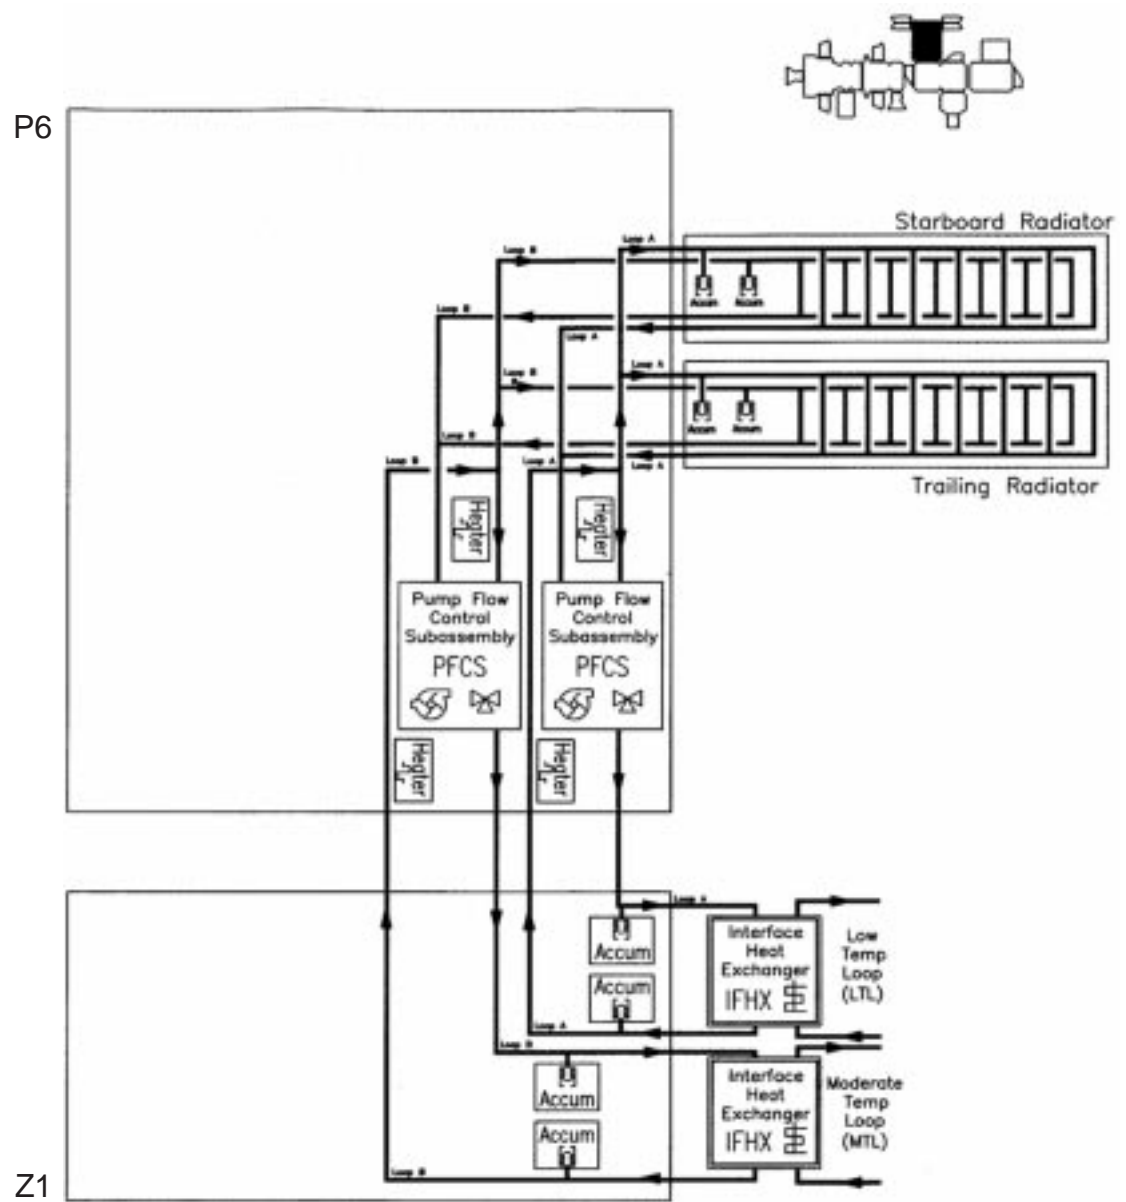 P6
Starboard Radiator
Loop A
Loop B
Accum
Accum
Loop B
Loop A
Loop A
Loop B
Accum
Accum
Loop B
Loop B
Loop A
Loop A
Trailing Radiator
Heater
Heater
Pump Flow
Control
Subassembly
PFCS
Pump Flow
Control
Subassembly
PFCS
Heater
Heater
Loop A
Accum
Interface
Heat
Exchanger
IFHX
Low
Temp
Loop
(LTL)
Accum
Loop A
Loop B
Accum
Interface
Heat
Exchanger
IFHX
Moderate
Temp
Loop
(MTL)
Accum
Loop B
Z1